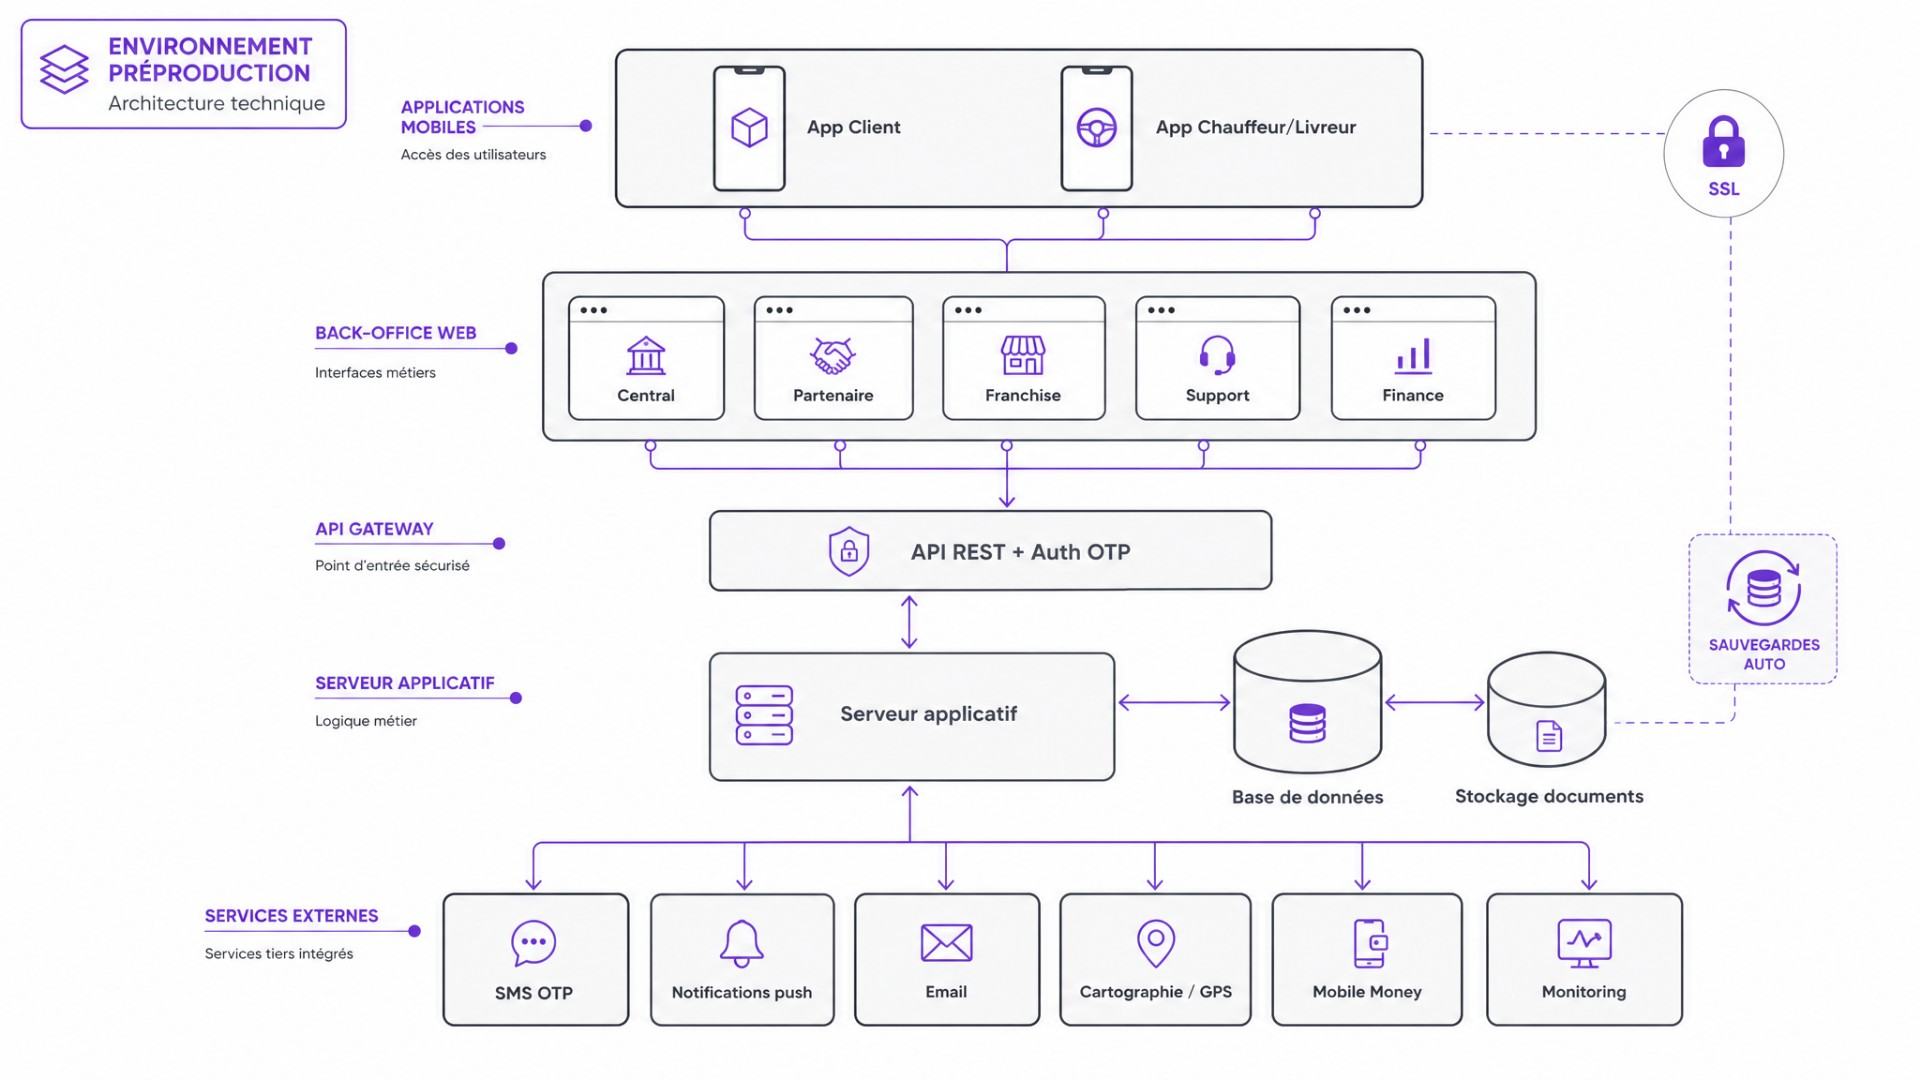 ENVIRONNEMENT
PRÉPRODUCTION
Architecture technique
APPLICATIONS
MOBILES
Accès des utilisateurs
App Client
App Chauffeur/Livreur
SSL
BACK-OFFICE WEB
Interfaces métiers
Central
Partenaire
Franchise
Support
Finance
API GATEWAY
Point d'entrée sécurisé
API REST + Auth OTP
SAUVEGARDES
AUTO
SERVEUR APPLICATIF
Logique métier
Serveur applicatif
Base de données
Stockage documents
SERVICES EXTERNES
Services tiers intégrés
SMS OTP
Notifications push
Email
Cartographie / GPS
Mobile Money
Monitoring